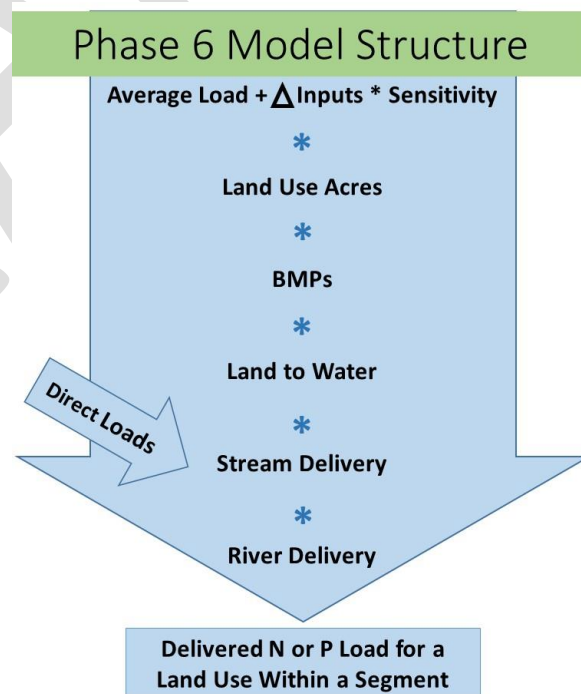 Phase 6 Model Structure
Average Load + Δ Inputs * Sensitivity
*
Land Use Acres
*
BMPs
*
Land to Water
*
Direct Loads
Stream Delivery
*
River Delivery
Delivered N or P Load for a
Land Use Within a Segment